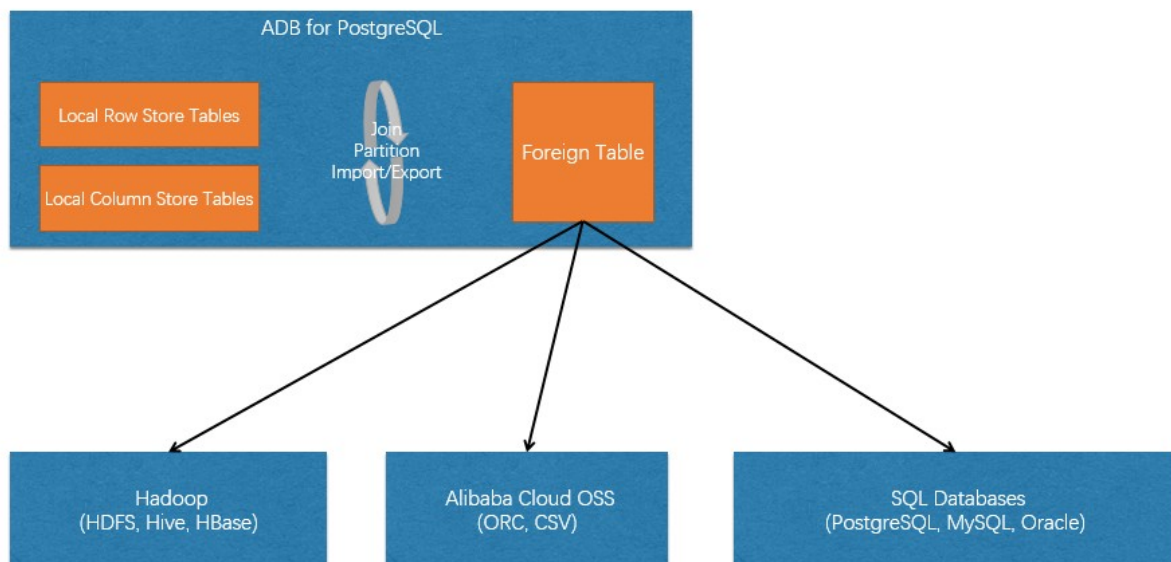 ADB for PostgreSQL
Local Row Store Tables
Local Column Store Tables
Join
Partition
Import/Export
Foreign Table
Hadoop
(HDFS, Hive, HBase)
Alibaba Cloud OSS
(ORC, CSV)
SQL Databases
(PostgreSQL, MySQL, Oracle)